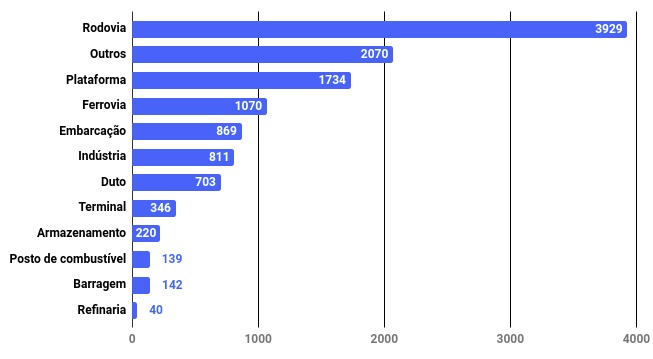 Rodovia 3929
Outros 2070
Plataforma 1734
Ferrovia 1070
Embarcação 869
Indústria 811
Duto 703
Terminal 346
Armazenamento 220
Posto de combustível 139
Barragem 142
Refinaria 40
0 1000 2000 3000 4000